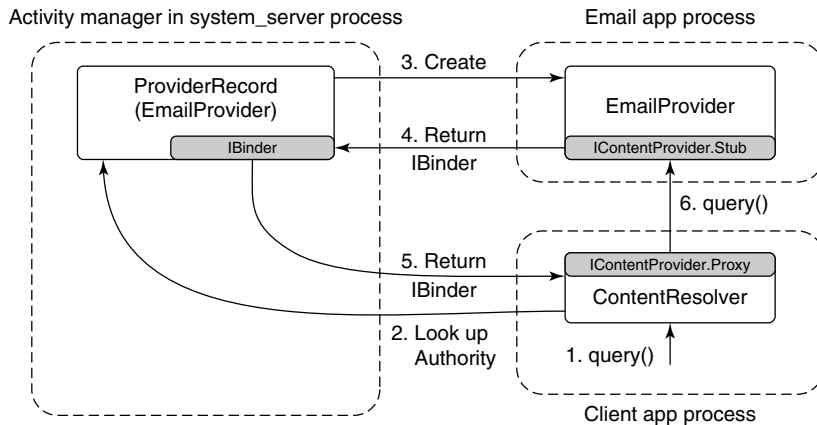 Activity manager in system_server process
Email app process
ProviderRecord
(EmailProvider)
IBinder
3. Create
EmailProvider
IContentProvider.Stub
4. Return
IBinder
6. query()
5. Return
IBinder
IContentProvider.Proxy
ContentResolver
2. Look up
Authority
1. query()
Client app process